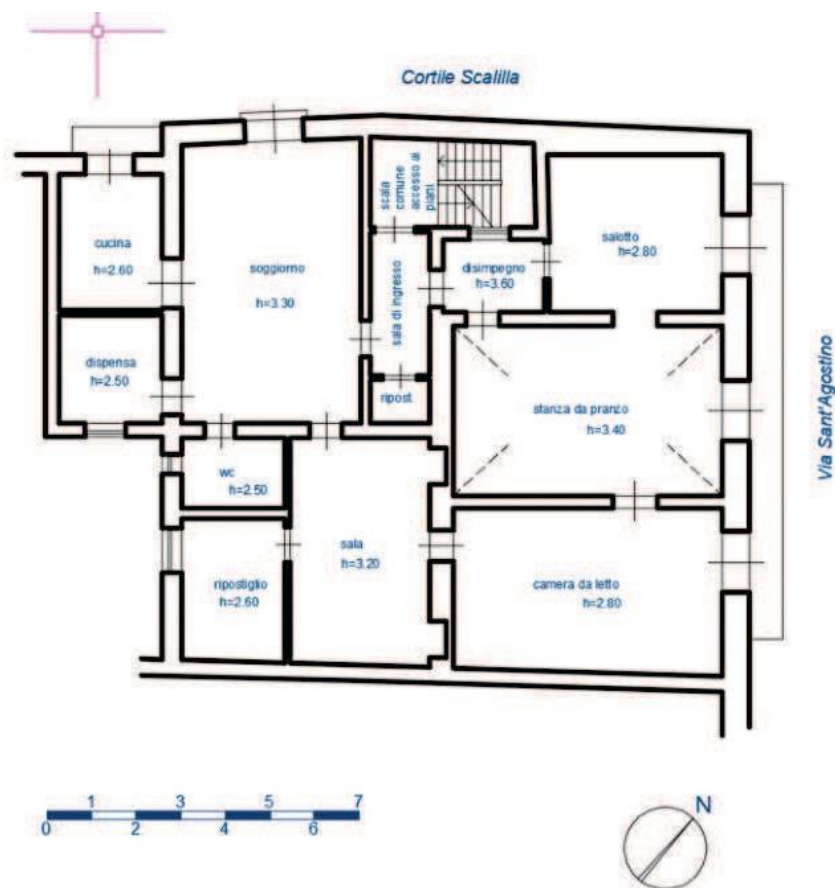 Cortile Scalilla
scala
comune
accesso ai
piani
cucina
h=2.60
soggiorno
h=3.30
sala di ingresso
disimpegno
h=3.60
salotto
h=2.80
dispensa
h=2.50
ripost
stanza da pranzo
h=3.40
Via Sant'Agostino
wc
h=2.50
sala
h=3.20
ripostiglio
h=2.60
camera da letto
h=2.80
1 3 5 7
0 2 4 6
N